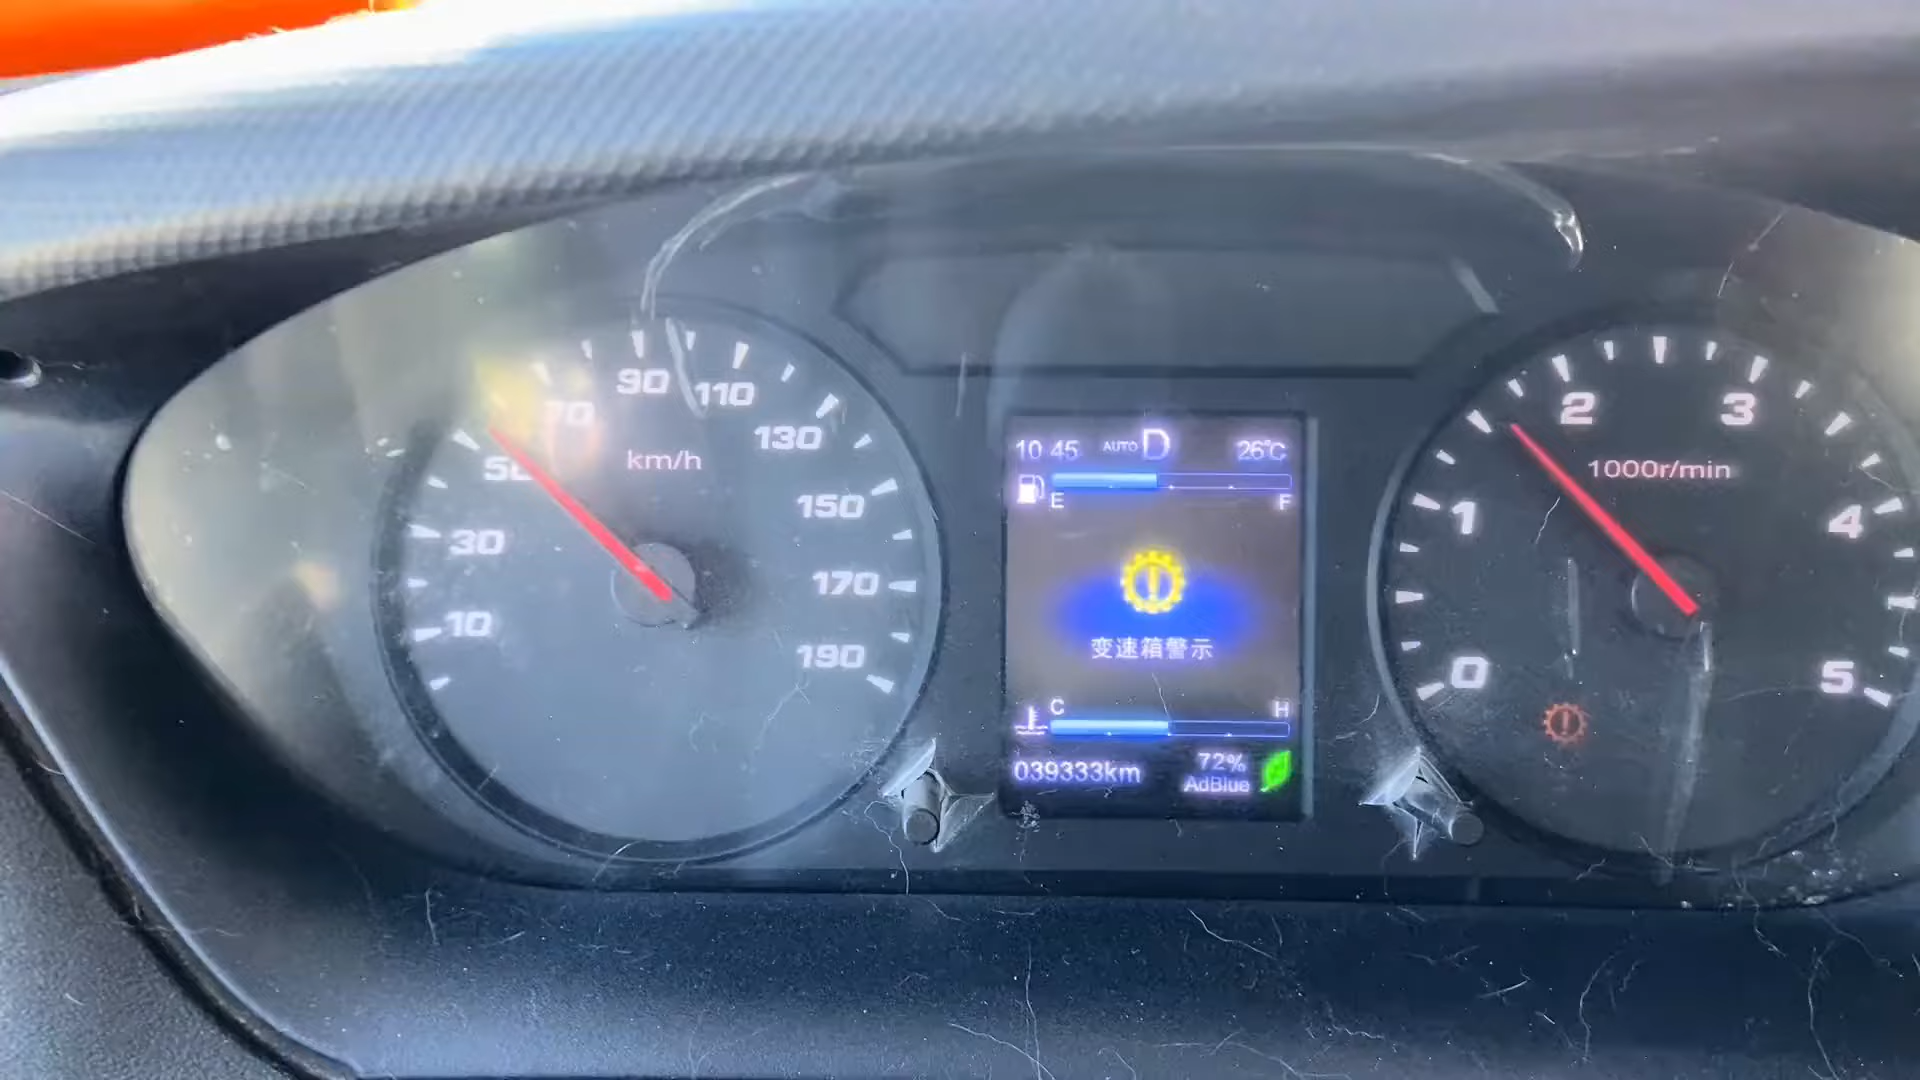 10 30 50 70 90 110 130 150 170 190
km/h
10 45 AUTO D 26℃
E F
变速箱警示
C H
039333km 72%
AdBlue
0 1 2 3 4 5
1000r/min